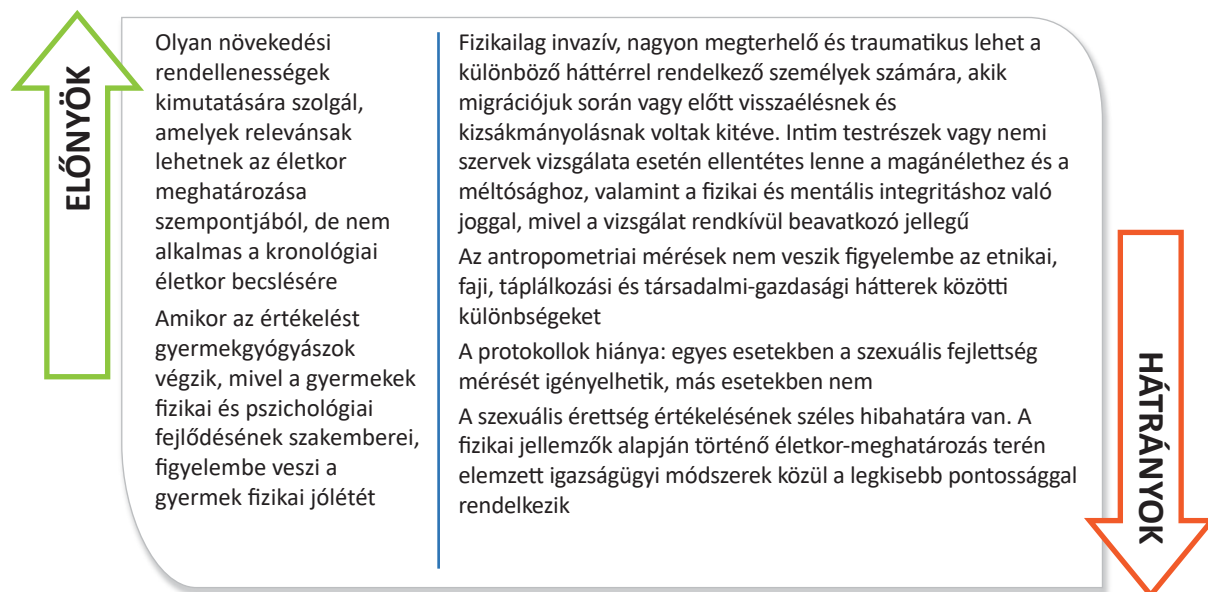 ELŐNYÖK
Olyan növekedési
rendellenességek
kimutatására szolgál,
amelyek relevánsak
lehetnek az életkor
meghatározása
szempontjából, de nem
alkalmas a kronológiai
életkor becslésére
Amikor az értékelést
gyermekgyógyászok
végzik, mivel a gyermekek
fizikai és pszichológiai
fejlődésének szakemberei,
figyelembe veszi a
gyermek fizikai jólétét
Fizikailag invazív, nagyon megterhelő és traumatikus lehet a
különböző háttérrel rendelkező személyek számára, akik
migrációjuk során vagy előtt visszaélésnek és
kizsákmányolásnak voltak kitéve. Intim testrészek vagy nemi
szervek vizsgálata esetén ellentétes lenne a magánélethez és a
méltósághoz, valamint a fizikai és mentális integritáshoz való
joggal, mivel a vizsgálat rendkívül beavatkozó jellegű
Az antropometriai mérések nem veszik figyelembe az etnikai,
faji, táplálkozási és társadalmi-gazdasági hátterek közötti
különbségeket
A protokollok hiánya: egyes esetekben a szexuális fejlettség
mérését igényelhetik, más esetekben nem
A szexuális érettség értékelésének széles hibahatára van. A
fizikai jellemzők alapján történő életkor-meghatározás terén
elemzett igazságügyi módszerek közül a legkisebb pontossággal
rendelkezik
HÁTRÁNYOK